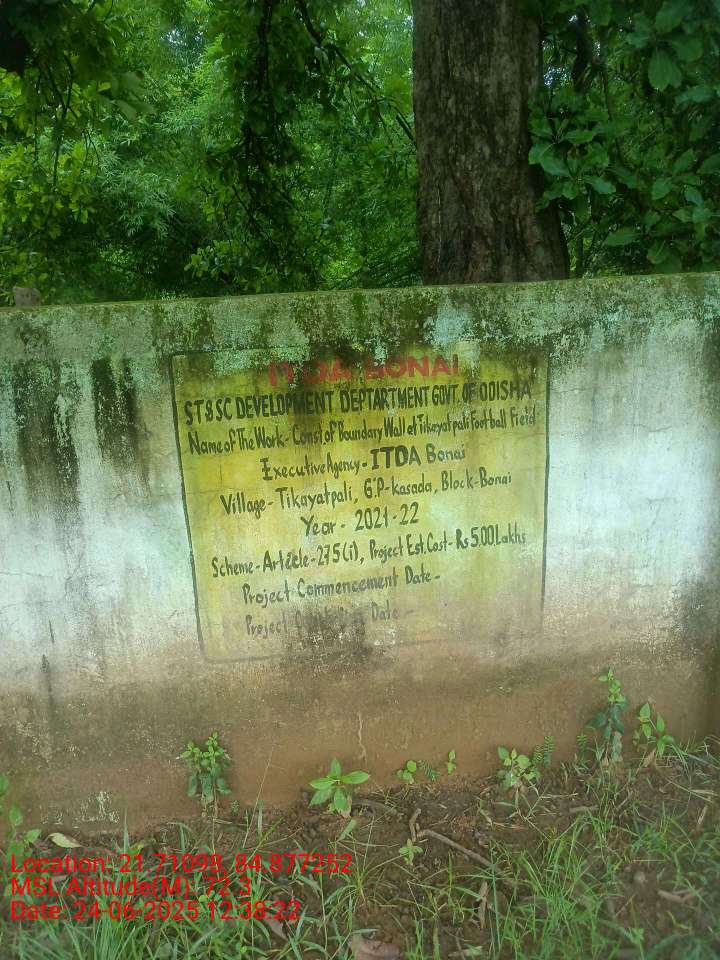 ITDA, BONAI
ST & SC DEVELOPMENT DEPTARTMENT GOVT. OF ODISHA
Name of The Work - Const of Boundary Wall at Tikayatpali Football Field
Executive Agency - ITDA Bonai
Village - Tikayatpali, G.P - kasada, Block - Bonai
Year - 2021-22
Scheme - Article - 275(i), Project Est. Cost - Rs 5.00 Lakhs
Project Commencement Date -
Project Date -
Location: 21.71098, 84.877252
MSL Altitude(M): 72.3
Date: 24-06-2025 12:38:22